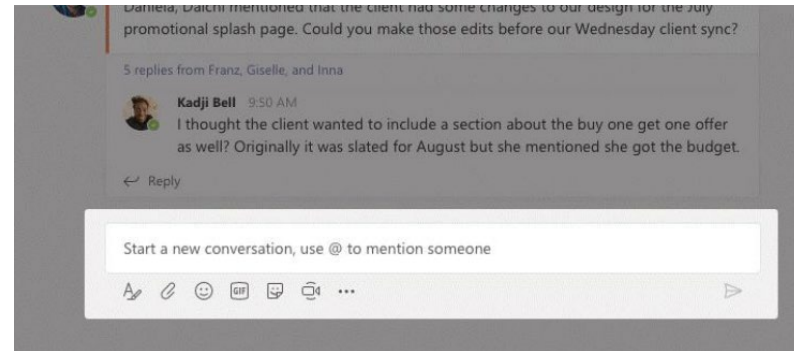 Daniela, Daichi mentioned that the client had some changes to our design for the July
promotional splash page. Could you make those edits before our Wednesday client sync?
5 replies from Franz, Giselle, and Inna
Kadji Bell 9:50 AM
I thought the client wanted to include a section about the buy one get one offer
as well? Originally it was slated for August but she mentioned she got the budget.
Reply
Start a new conversation, use @ to mention someone
GIF